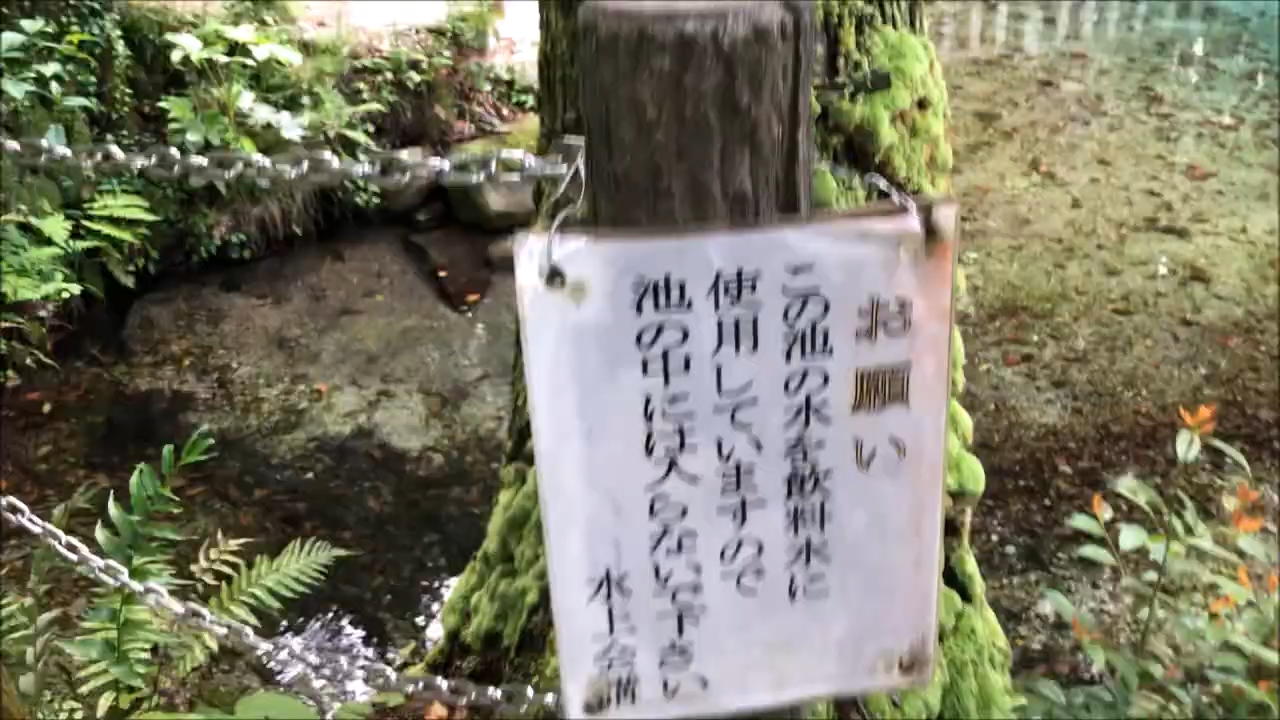 お願い
この池の水を飲料水に
使用していますので
池の中には入らないで下さい